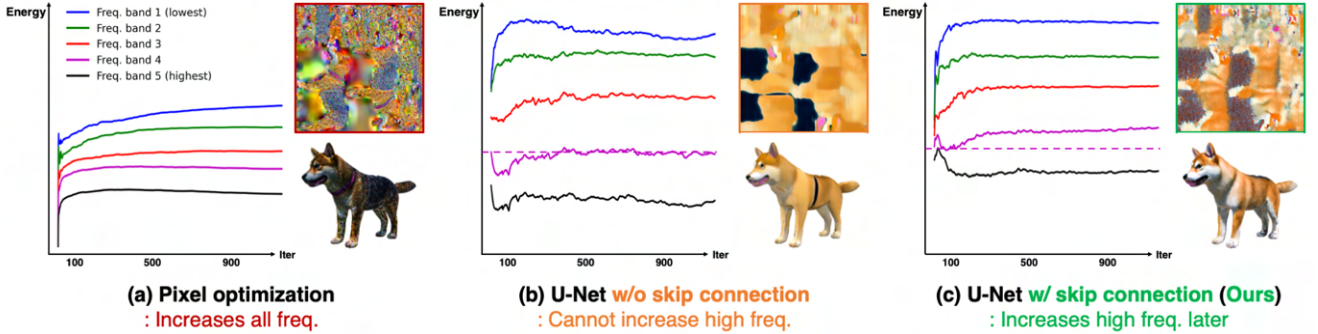 Energy
Freq. band 1 (lowest)
Freq. band 2
Freq. band 3
Freq. band 4
Freq. band 5 (highest)
100 500 900 Iter
(a) Pixel optimization
: Increases all freq.
Energy
100 500 900 Iter
(b) U-Net w/o skip connection
: Cannot increase high freq.
Energy
100 500 900 Iter
(c) U-Net w/ skip connection (Ours)
: Increases high freq. later